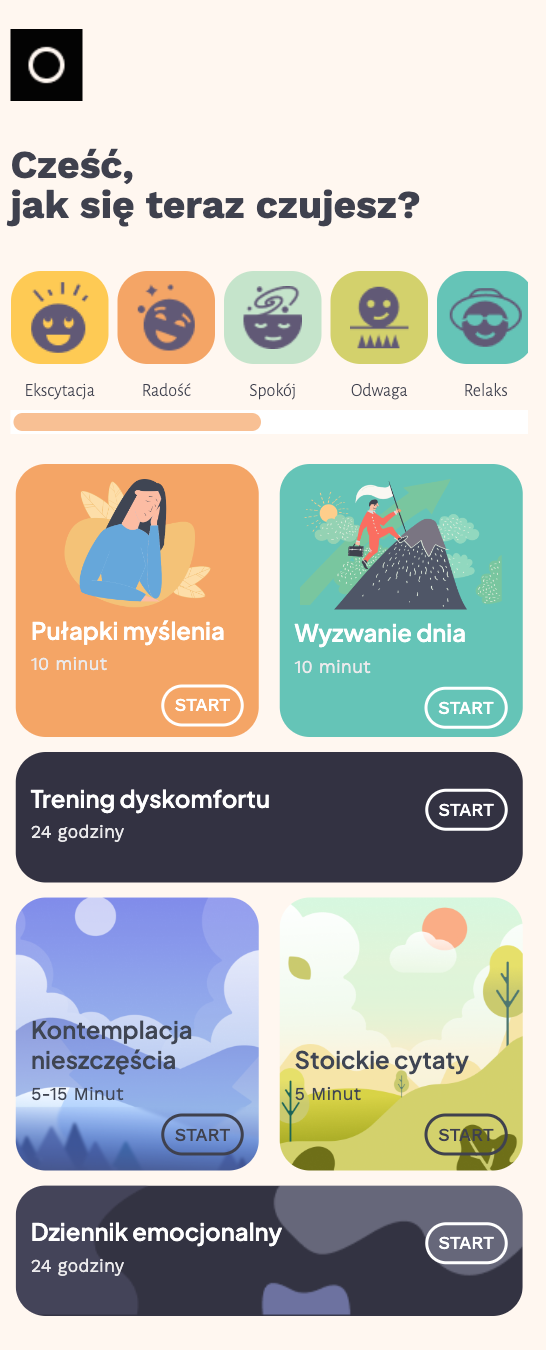 Cześć,
jak się teraz czujesz?
Ekscytacja
Radość
Spokój
Odwaga
Relaks
Pułapki myślenia
10 minut
START
Wyzwanie dnia
10 minut
START
Trening dyskomfortu
24 godziny
START
Kontemplacja
nieszczęścia
5-15 Minut
START
Stoickie cytaty
5 Minut
START
Dziennik emocjonalny
24 godziny
START